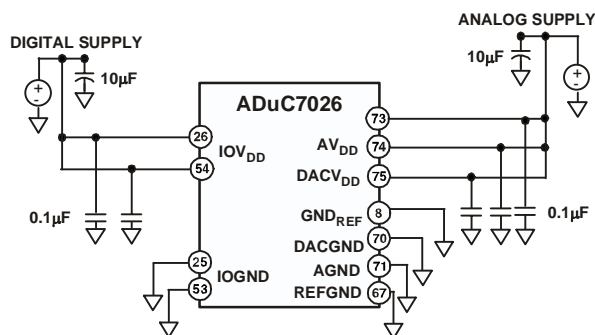 DIGITAL SUPPLY
ANALOG SUPPLY
10µF
10µF
ADuC7026
26
54
IOVDD
73
74
75
AVDD
DACVDD
0.1µF
0.1µF
GNDREF
8
DACGND
70
AGND
71
REFGND
67
25
53
IOGND
+
-
+
-